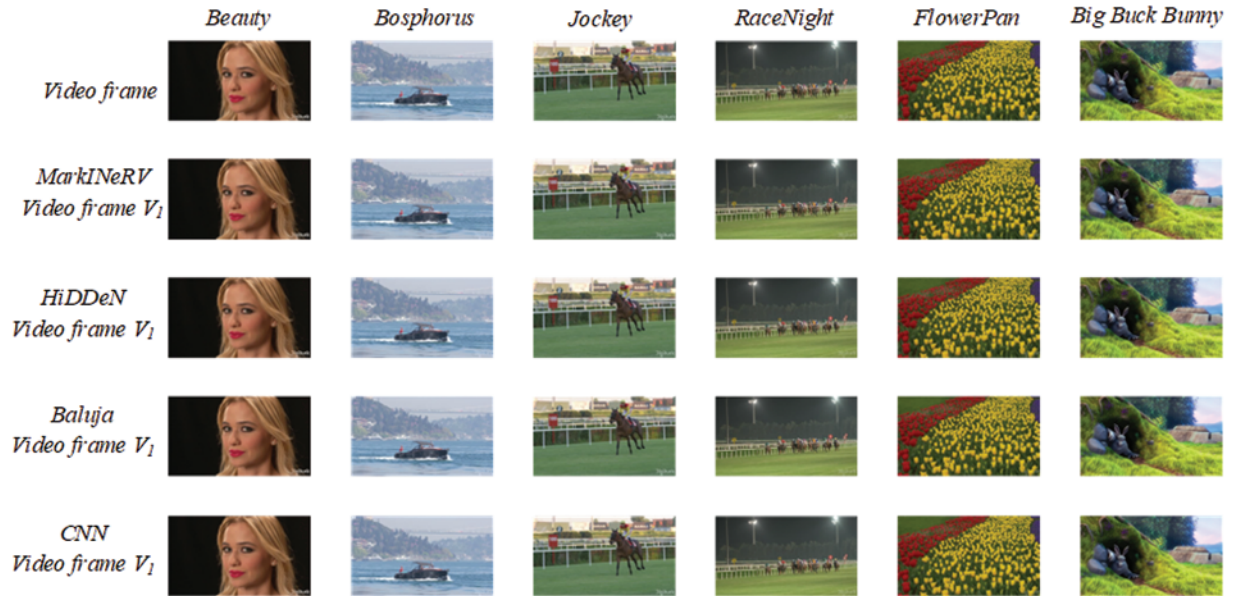 Beauty Bosphorus Jockey RaceNight FlowerPan Big Buck Bunny
Video frame
MarkINeRV
Video frame V₁
HiDDeN
Video frame V₁
Baluja
Video frame V₁
CNN
Video frame V₁